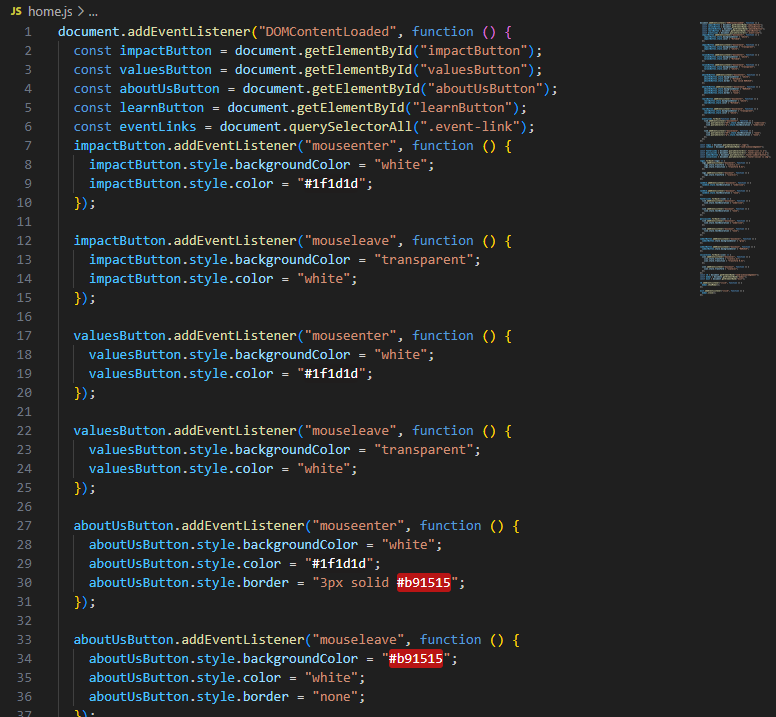 JS home.js > ...
1 document.addEventListener("DOMContentLoaded", function () {
2 const impactButton = document.getElementById("impactButton");
3 const valuesButton = document.getElementById("valuesButton");
4 const aboutUsButton = document.getElementById("aboutUsButton");
5 const learnButton = document.getElementById("learnButton");
6 const eventLinks = document.querySelectorAll(".event-link");
7 impactButton.addEventListener("mouseenter", function () {
8 impactButton.style.backgroundColor = "white";
9 impactButton.style.color = "#1f1d1d";
10 });
11
12 impactButton.addEventListener("mouseleave", function () {
13 impactButton.style.backgroundColor = "transparent";
14 impactButton.style.color = "white";
15 });
16
17 valuesButton.addEventListener("mouseenter", function () {
18 valuesButton.style.backgroundColor = "white";
19 valuesButton.style.color = "#1f1d1d";
20 });
21
22 valuesButton.addEventListener("mouseleave", function () {
23 valuesButton.style.backgroundColor = "transparent";
24 valuesButton.style.color = "white";
25 });
26
27 aboutUsButton.addEventListener("mouseenter", function () {
28 aboutUsButton.style.backgroundColor = "white";
29 aboutUsButton.style.color = "#1f1d1d";
30 aboutUsButton.style.border = "3px solid #b91515";
31 });
32
33 aboutUsButton.addEventListener("mouseleave", function () {
34 aboutUsButton.style.backgroundColor = "#b91515";
35 aboutUsButton.style.color = "white";
36 aboutUsButton.style.border = "none";
37 });